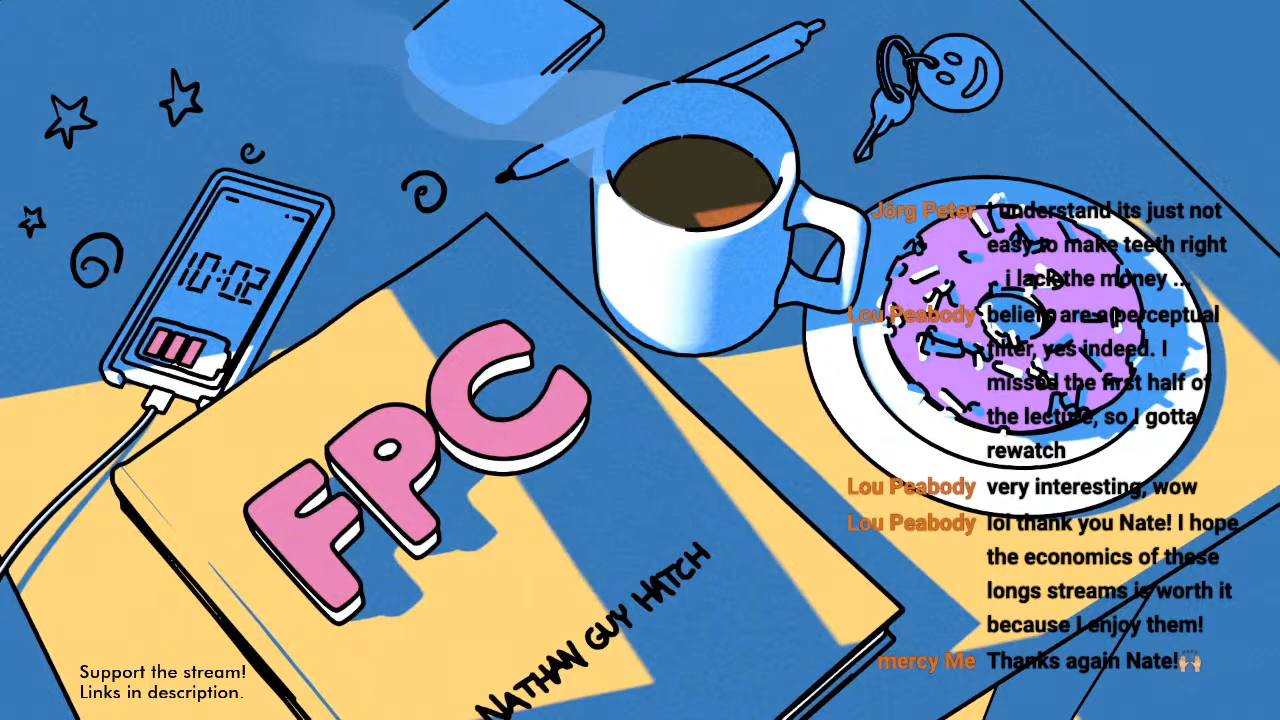 10:02
FPC
NATHAN GUY HATCH
Support the stream!
Links in description.
Jörg Peter I understand its just not
easy to make teeth right
.. i lack the money ...
Lou Peabody beliefs are a perceptual
filter, yes indeed. I
missed the first half of
the lecture, so I gotta
rewatch
Lou Peabody very interesting, wow
Lou Peabody lol thank you Nate! I hope
the economics of these
longs streams is worth it
because I enjoy them!
mercy Me Thanks again Nate!🙌🏼